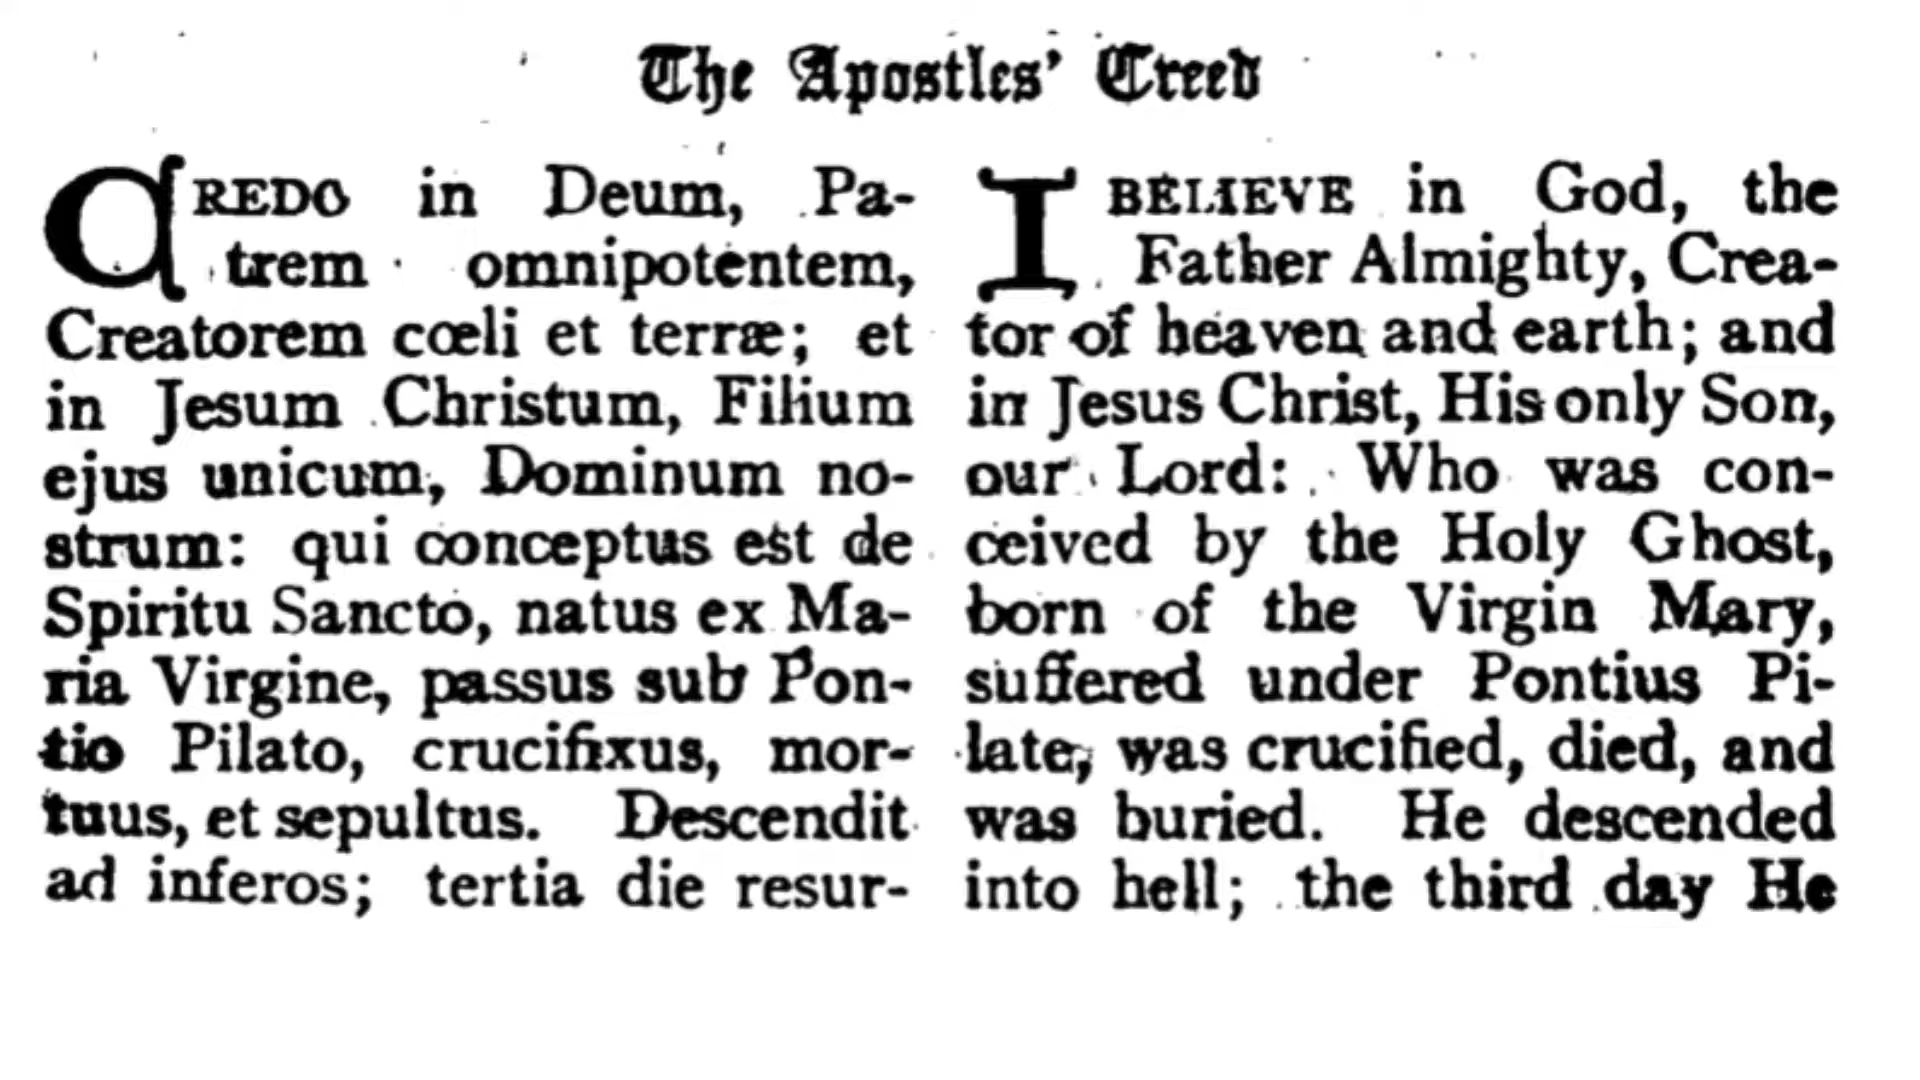 The Apostles' Creed
CREDO in Deum, Pa-
trem omnipotentem,
Creatorem cœli et terræ; et
in Jesum Christum, Filium
ejus unicum, Dominum no-
strum: qui conceptus est de
Spiritu Sancto, natus ex Ma-
ria Virgine, passus sub Pon-
tio Pilato, crucifixus, mor-
tuus, et sepultus. Descendit
ad inferos; tertia die resur-
I BELIEVE in God, the
Father Almighty, Crea-
tor of heaven and earth; and
in Jesus Christ, His only Son,
our Lord: Who was con-
ceived by the Holy Ghost,
born of the Virgin Mary,
suffered under Pontius Pi-
late, was crucified, died, and
was buried. He descended
into hell; the third day He